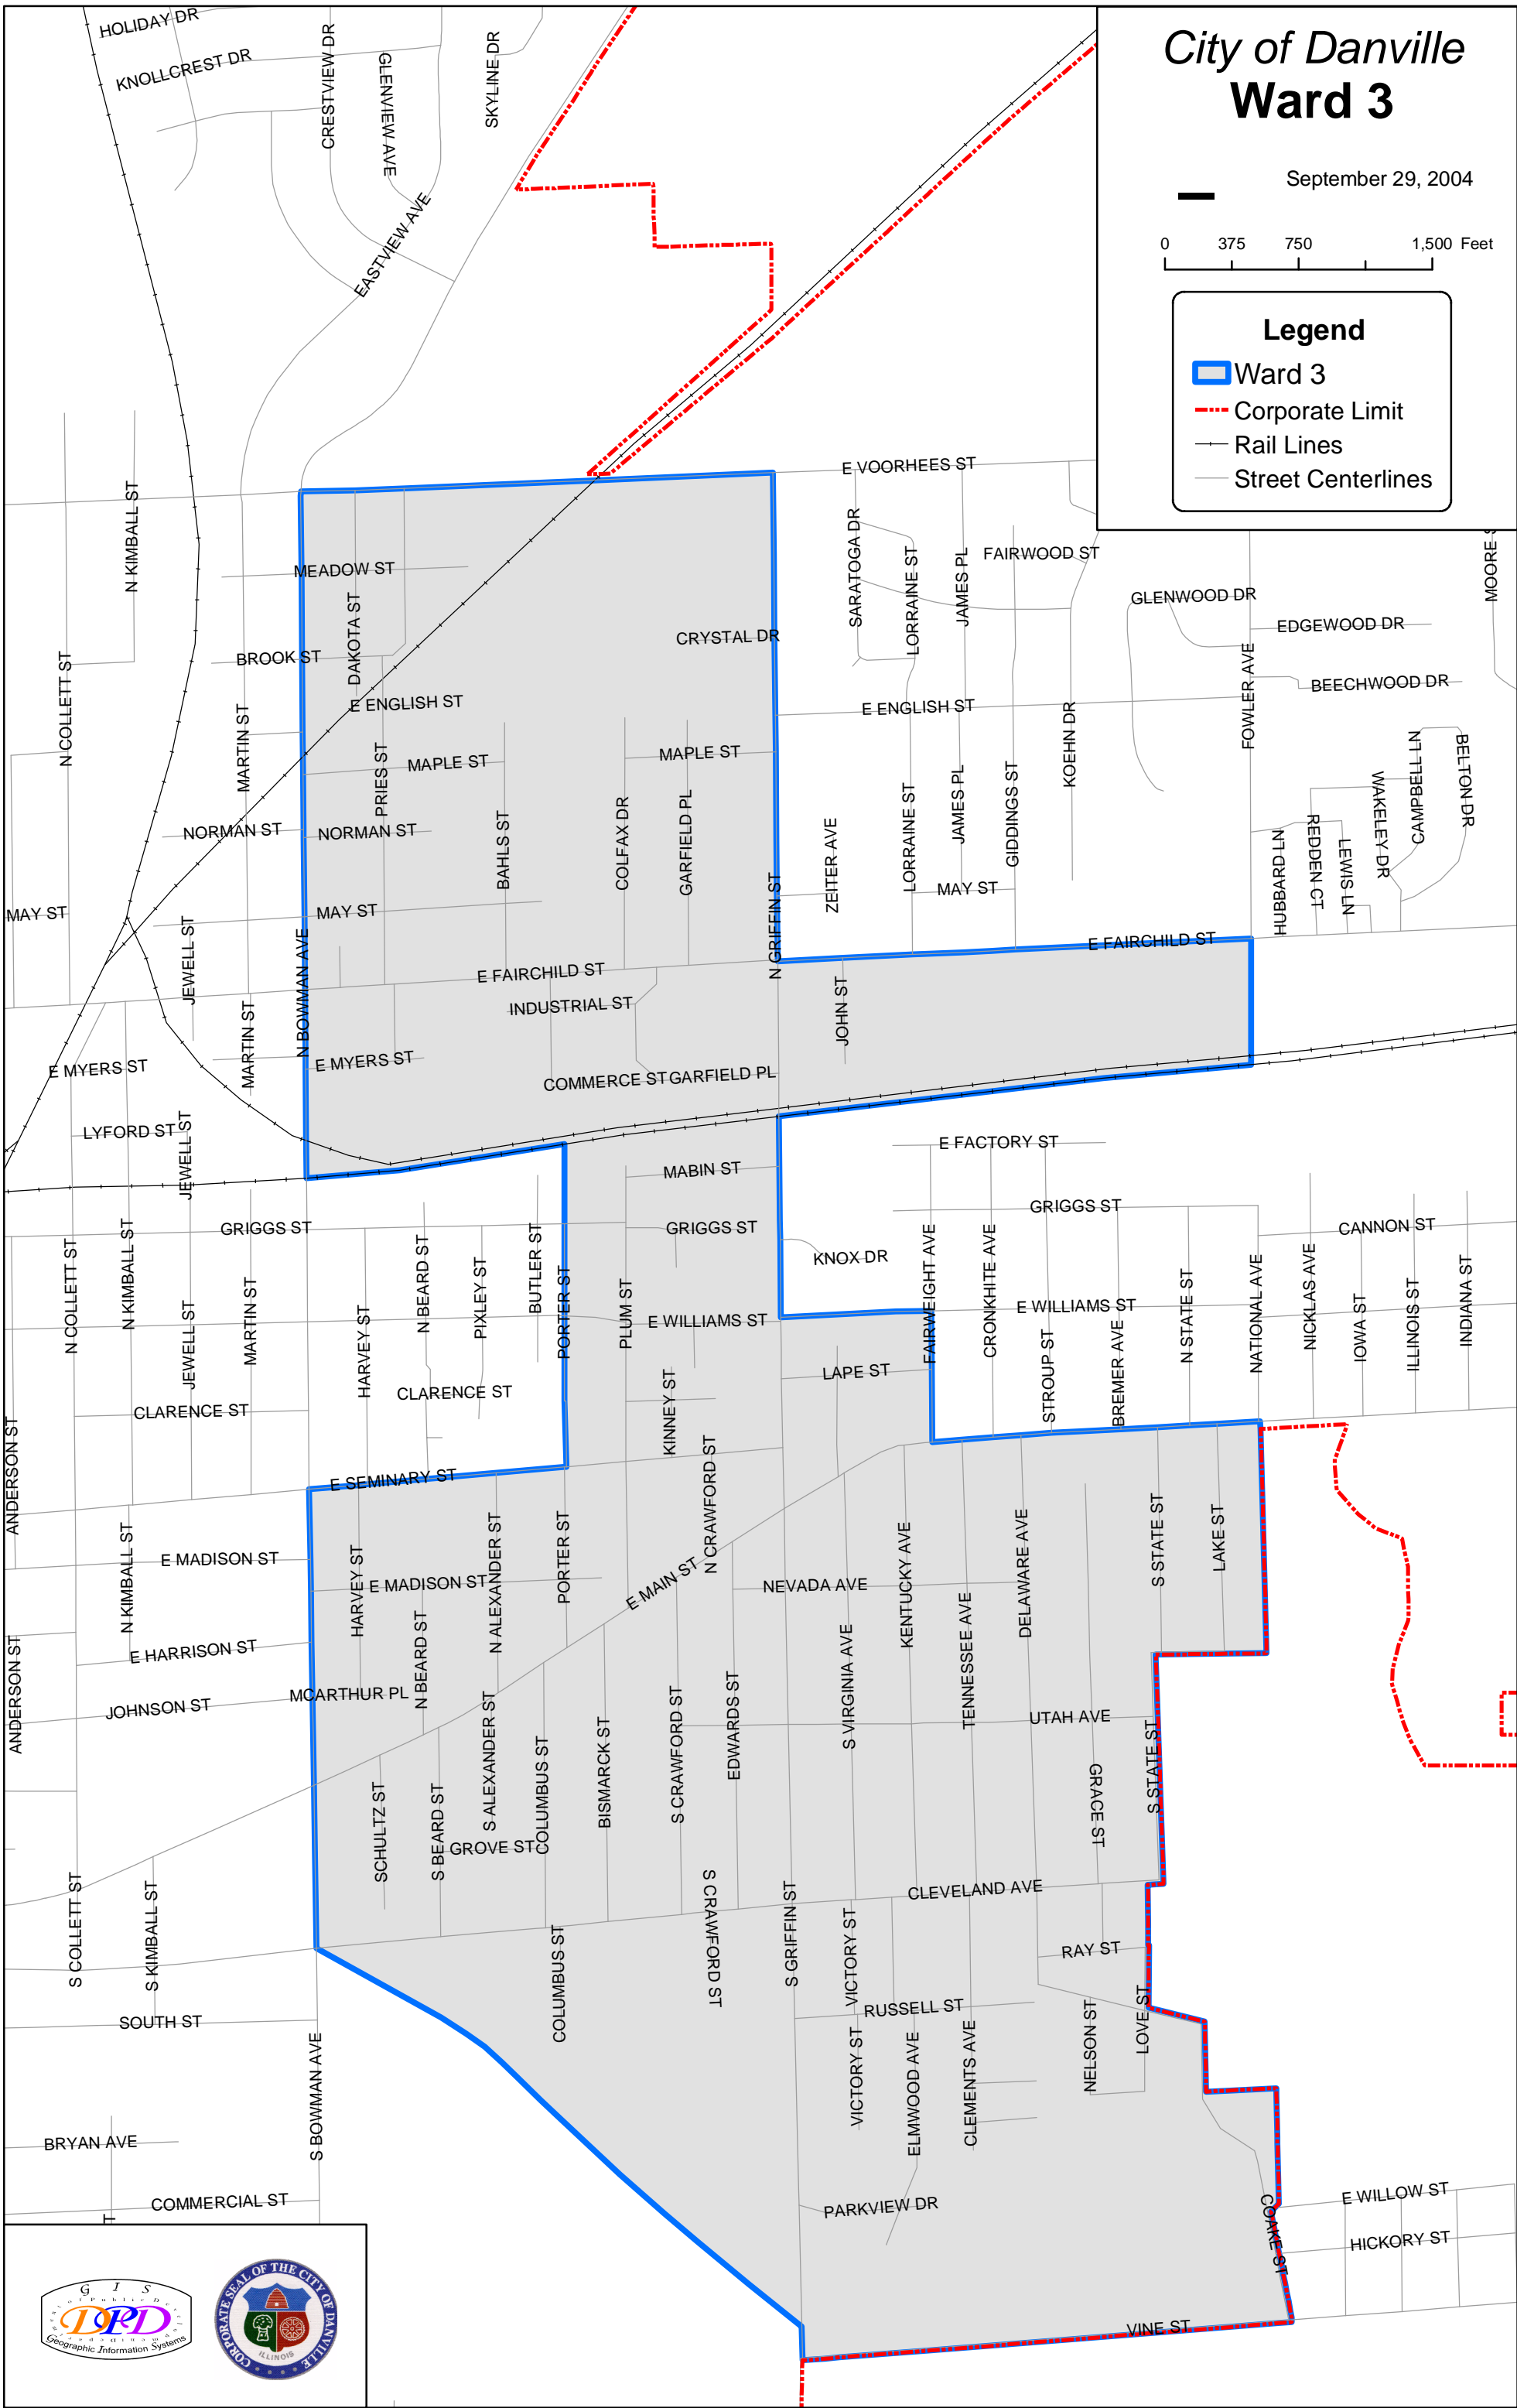 City of Danville
Ward 3
September 29, 2004
0 375 750 1,500 Feet
Legend
Ward 3
Corporate Limit
Rail Lines
Street Centerlines
HOLIDAY DR
KNOLLCREST DR
CRESTVIEW DR
GLENVIEW AVE
SKYLINE DR
EASTVIEW AVE
E VOORHEES ST
N KIMBALL ST
MEADOW ST
SARATOGA DR
LORRAINE ST
JAMES PL
FAIRWOOD ST
MOORE S
GLENWOOD DR
EDGEWOOD DR
DAKOTA ST
CRYSTAL DR
BROOK ST
N COLLETT ST
BEECHWOOD DR
FOWLER AVE
E ENGLISH ST
E ENGLISH ST
MARTIN ST
KOEHN DR
MAPLE ST
MAPLE ST
PRIES ST
N LN
CAMPBELL LN
BELTON DR
NORMAN ST
NORMAN ST
BAHLS ST
COLFAX DR
GARFIELD PL
ZEITER AVE
LORRAINE ST
JAMES PL
GIDDINGS ST
WAKELEY DR
HUBBARD LN
REDDEN CT
LEWIS LN
MAY ST
MAY ST
MAY ST
N GRIFFIN ST
E FAIRCHILD ST
E FAIRCHILD ST
JEWELL ST
N BOWMAN AVE
INDUSTRIAL ST
JOHN ST
MARTIN ST
E MYERS ST
E MYERS ST
COMMERCE ST
GARFIELD PL
LYFORD ST
JEWELL ST
E FACTORY ST
MABIN ST
GRIGGS ST
GRIGGS ST
GRIGGS ST
CANNON ST
KNOX DR
N COLLETT ST
N KIMBALL ST
JEWELL ST
MARTIN ST
HARVEY ST
N BEARD ST
PIXLEY ST
BUTLER ST
PORTER ST
PLUM ST
E WILLIAMS ST
E WILLIAMS ST
FAIRWEIGHT AVE
CRONKHITE AVE
STROUP ST
BREMER AVE
N STATE ST
NATIONAL AVE
NICKLAS AVE
IOWA ST
ILLINOIS ST
INDIANA ST
LAPE ST
CLARENCE ST
CLARENCE ST
KINNEY ST
ANDERSON ST
E SEMINARY ST
N CRAWFORD ST
E MADISON ST
E MADISON ST
N KIMBALL ST
HARVEY ST
N BEARD ST
N ALEXANDER ST
PORTER ST
E MAIN ST
NEVADA AVE
KENTUCKY AVE
TENNESSEE AVE
DELAWARE AVE
S STATE ST
LAKE ST
E HARRISON ST
ANDERSON ST
JOHNSON ST
MCARTHUR PL
S VIRGINIA AVE
UTAH AVE
S STATE ST
GRACE ST
SCHULTZ ST
S BEARD ST
S ALEXANDER ST
COLUMBUS ST
BISMARCK ST
S CRAWFORD ST
EDWARDS ST
GROVE ST
CLEVELAND AVE
S COLLETT ST
S KIMBALL ST
COLUMBUS ST
S CRAWFORD ST
S GRIFFIN ST
VICTORY ST
RAY ST
RUSSELL ST
SOUTH ST
S BOWMAN AVE
VICTORY ST
ELMWOOD AVE
CLEMENTS AVE
NELSON ST
LOVE ST
BRYAN AVE
COMMERCIAL ST
T
PARKVIEW DR
COAKE ST
E WILLOW ST
HICKORY ST
VINE ST
G I S
DPD
Geographic Information Systems
CORPORATE SEAL OF THE CITY OF DANVILLE
ILLINOIS